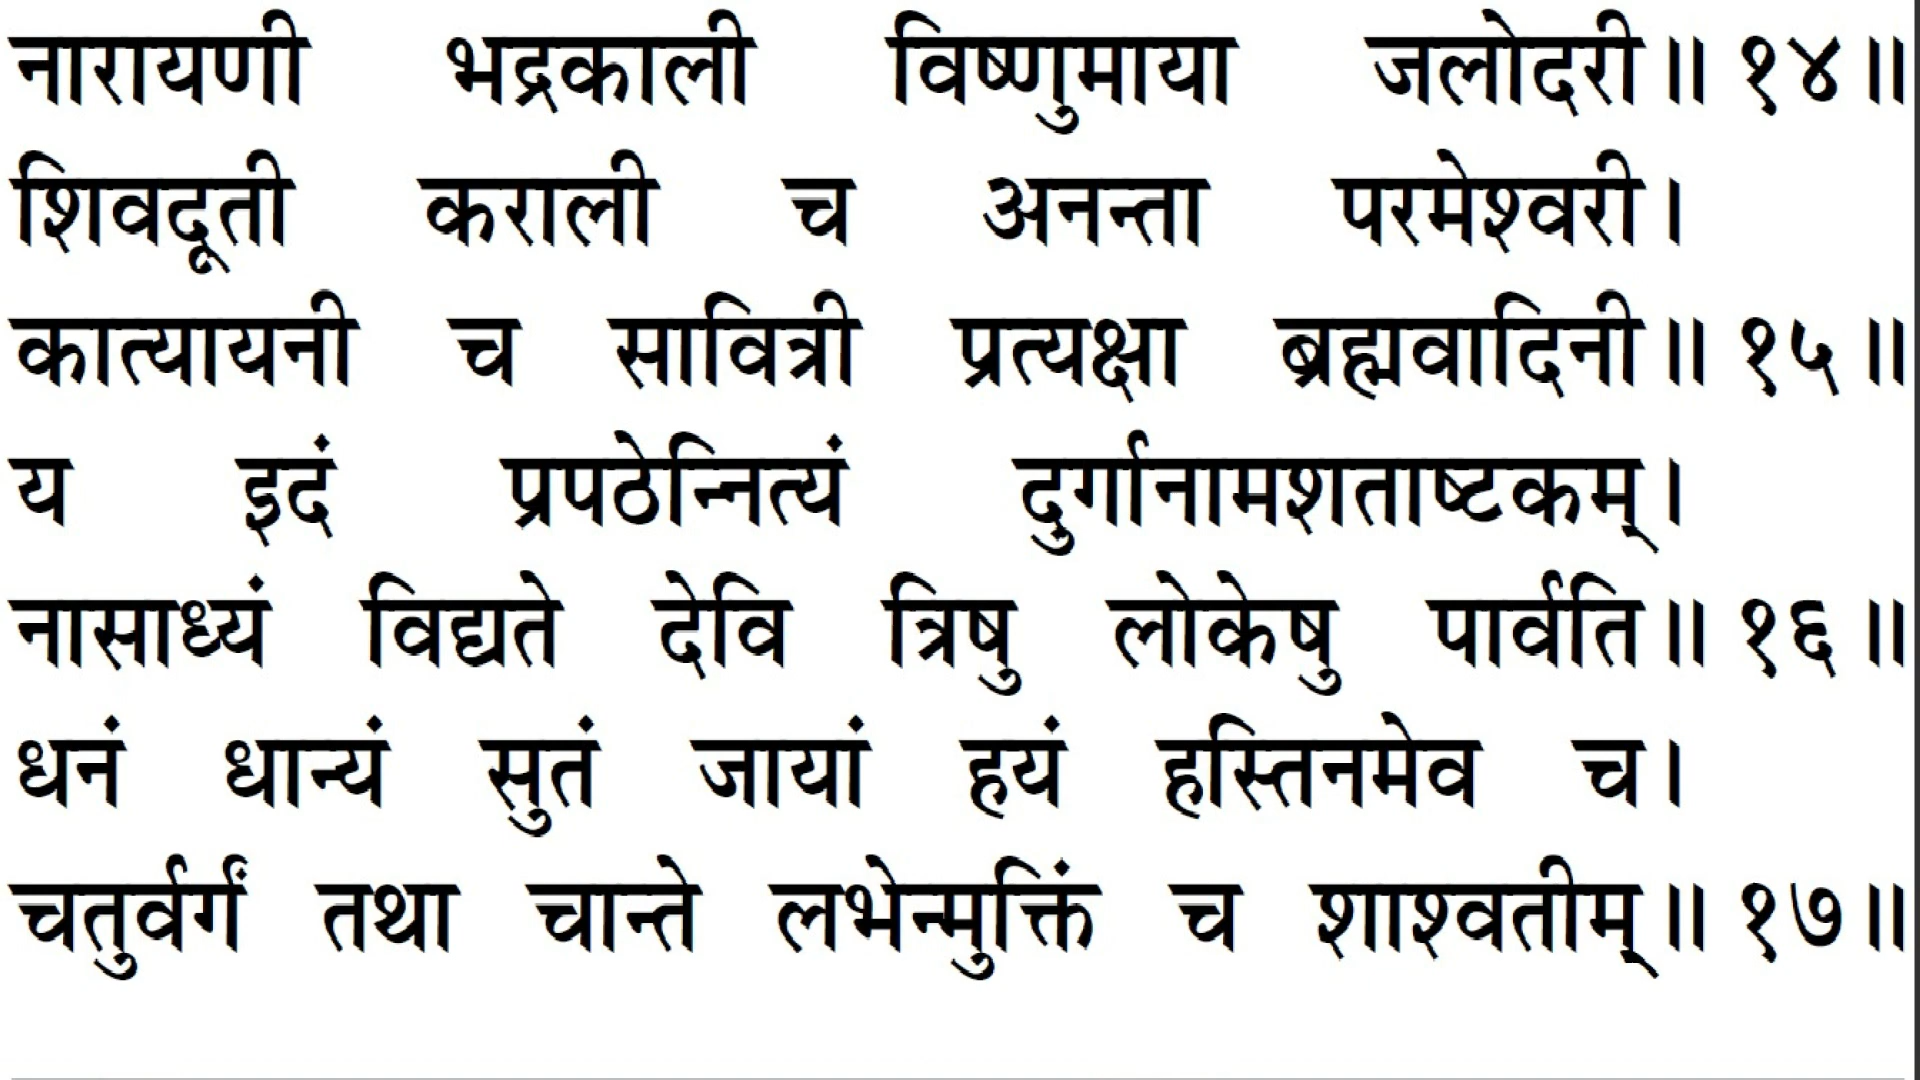 नारायणी भद्रकाली विष्णुमाया जलोदरी॥ १४॥
शिवदूती कराली च अनन्ता परमेश्वरी।
कात्यायनी च सावित्री प्रत्यक्षा ब्रह्मवादिनी॥ १५॥
य इदं प्रपठेन्नित्यं दुर्गानामशताष्टकम्।
नासाध्यं विद्यते देवि त्रिषु लोकेषु पार्वति॥ १६॥
धनं धान्यं सुतं जायां हयं हस्तिनमेव च।
चतुर्वर्गं तथा चान्ते लभेन्मुक्तिं च शाश्वतीम्॥ १७॥